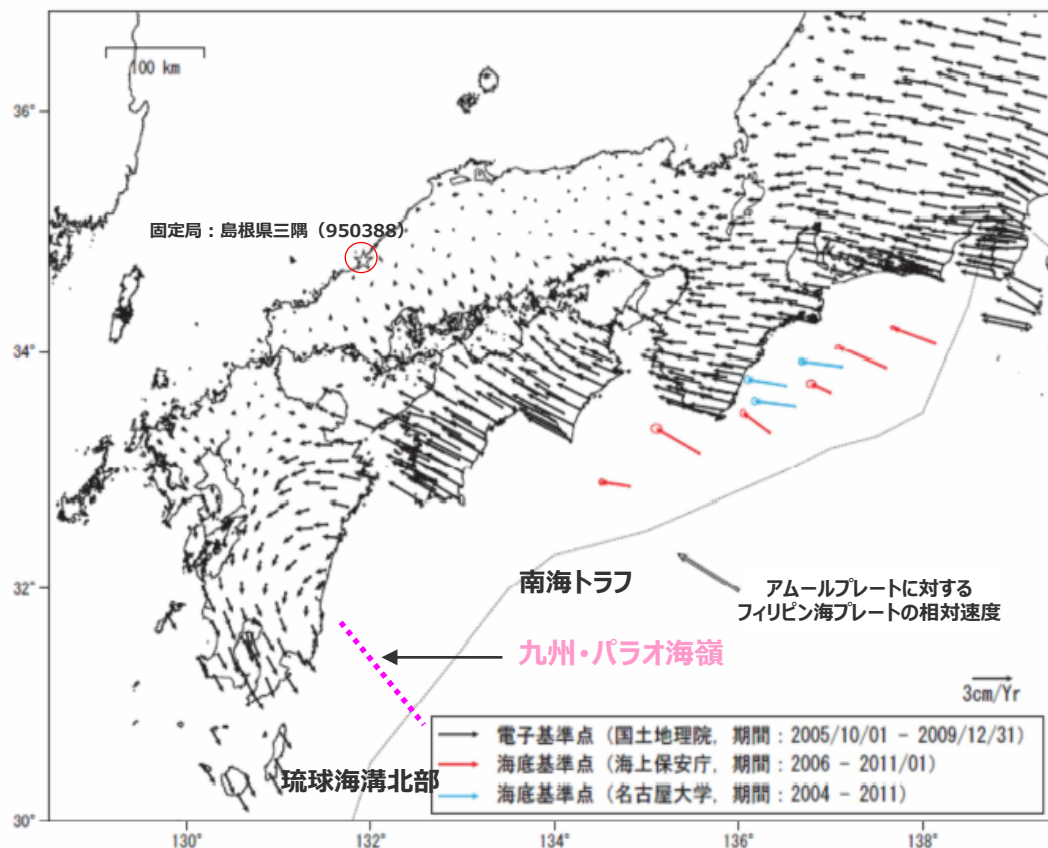 100 km
36°
固定局：島根県三隅（950388）
34°
32°
南海トラフ
アムールプレートに対する
フィリピン海プレートの相対速度
九州・パラオ海嶺
3cm/Yr
電子基準点（国土地理院, 期間：2005/10/01 - 2009/12/31）
海底基準点（海上保安庁, 期間：2006 - 2011/01）
海底基準点（名古屋大学, 期間：2004 - 2011）
琉球海溝北部
30°
130° 132° 134° 136° 138°